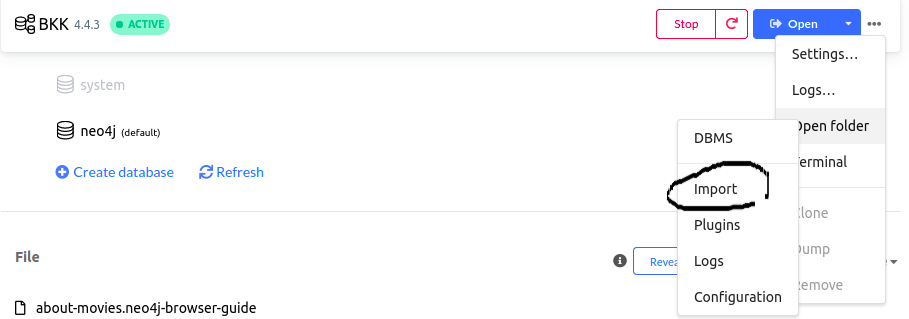 BKK 4.4.3 ACTIVE Stop Open
Settings...
system
Logs...
neo4j (default)
Open folder
DBMS
Terminal
Create database Refresh
Import
Clone
Plugins
Dump
File
Logs
Remove
Configuration
about-movies.neo4j-browser-guide